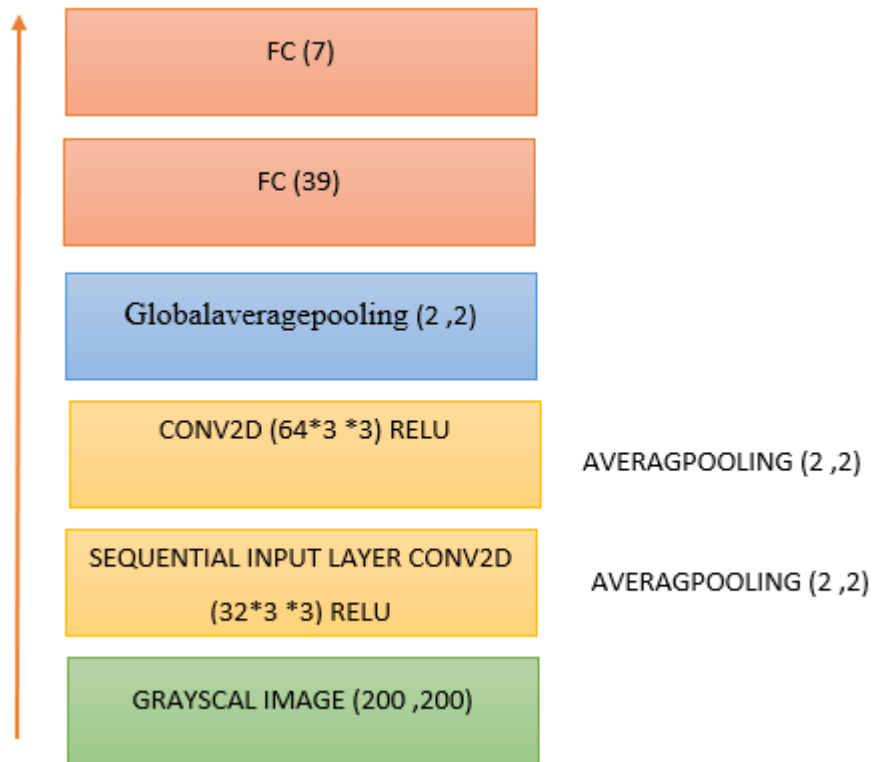 FC (7)
FC (39)
Globalaveragepooling (2 ,2)
CONV2D (64*3 *3) RELU
AVERAGPOOLING (2 ,2)
SEQUENTIAL INPUT LAYER CONV2D
(32*3 *3) RELU
AVERAGPOOLING (2 ,2)
GRAYSCAL IMAGE (200 ,200)